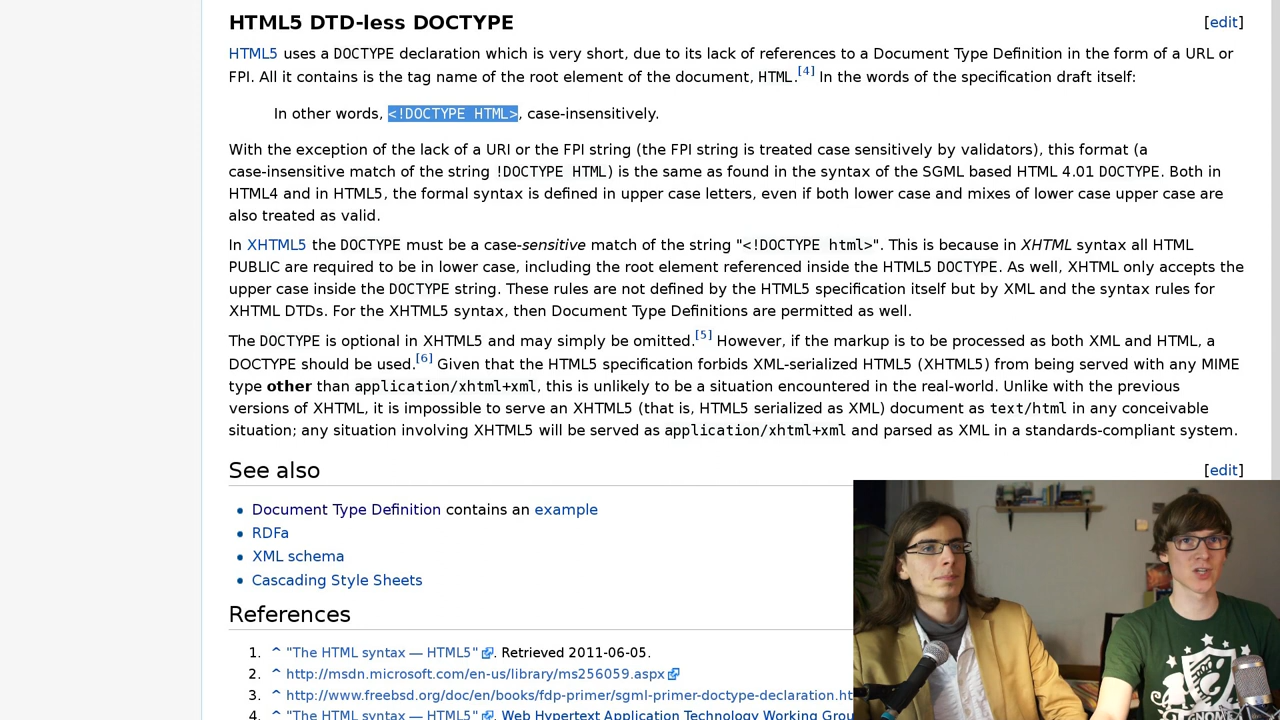 HTML5 DTD-less DOCTYPE [edit]
HTML5 uses a DOCTYPE declaration which is very short, due to its lack of references to a Document Type Definition in the form of a URL or
FPI. All it contains is the tag name of the root element of the document, HTML.[4] In the words of the specification draft itself:
In other words, <!DOCTYPE HTML>, case-insensitively.
With the exception of the lack of a URI or the FPI string (the FPI string is treated case sensitively by validators), this format (a
case-insensitive match of the string !DOCTYPE HTML) is the same as found in the syntax of the SGML based HTML 4.01 DOCTYPE. Both in
HTML4 and in HTML5, the formal syntax is defined in upper case letters, even if both lower case and mixes of lower case upper case are
also treated as valid.
In XHTML5 the DOCTYPE must be a case-sensitive match of the string "<!DOCTYPE html>". This is because in XHTML syntax all HTML
PUBLIC are required to be in lower case, including the root element referenced inside the HTML5 DOCTYPE. As well, XHTML only accepts the
upper case inside the DOCTYPE string. These rules are not defined by the HTML5 specification itself but by XML and the syntax rules for
XHTML DTDs. For the XHTML5 syntax, then Document Type Definitions are permitted as well.
The DOCTYPE is optional in XHTML5 and may simply be omitted.[5] However, if the markup is to be processed as both XML and HTML, a
DOCTYPE should be used.[6] Given that the HTML5 specification forbids XML-serialized HTML5 (XHTML5) from being served with any MIME
type other than application/xhtml+xml, this is unlikely to be a situation encountered in the real-world. Unlike with the previous
versions of XHTML, it is impossible to serve an XHTML5 (that is, HTML5 serialized as XML) document as text/html in any conceivable
situation; any situation involving XHTML5 will be served as application/xhtml+xml and parsed as XML in a standards-compliant system.
See also [edit]
• Document Type Definition contains an example
• RDFa
• XML schema
• Cascading Style Sheets
References
1. ^ "The HTML syntax — HTML5". Retrieved 2011-06-05.
2. ^ http://msdn.microsoft.com/en-us/library/ms256059.aspx
3. ^ http://www.freebsd.org/doc/en/books/fdp-primer/sgml-primer-doctype-declaration.ht
4. ^ "The HTML syntax — HTML5". Web Hypertext Application Technology Working Grou